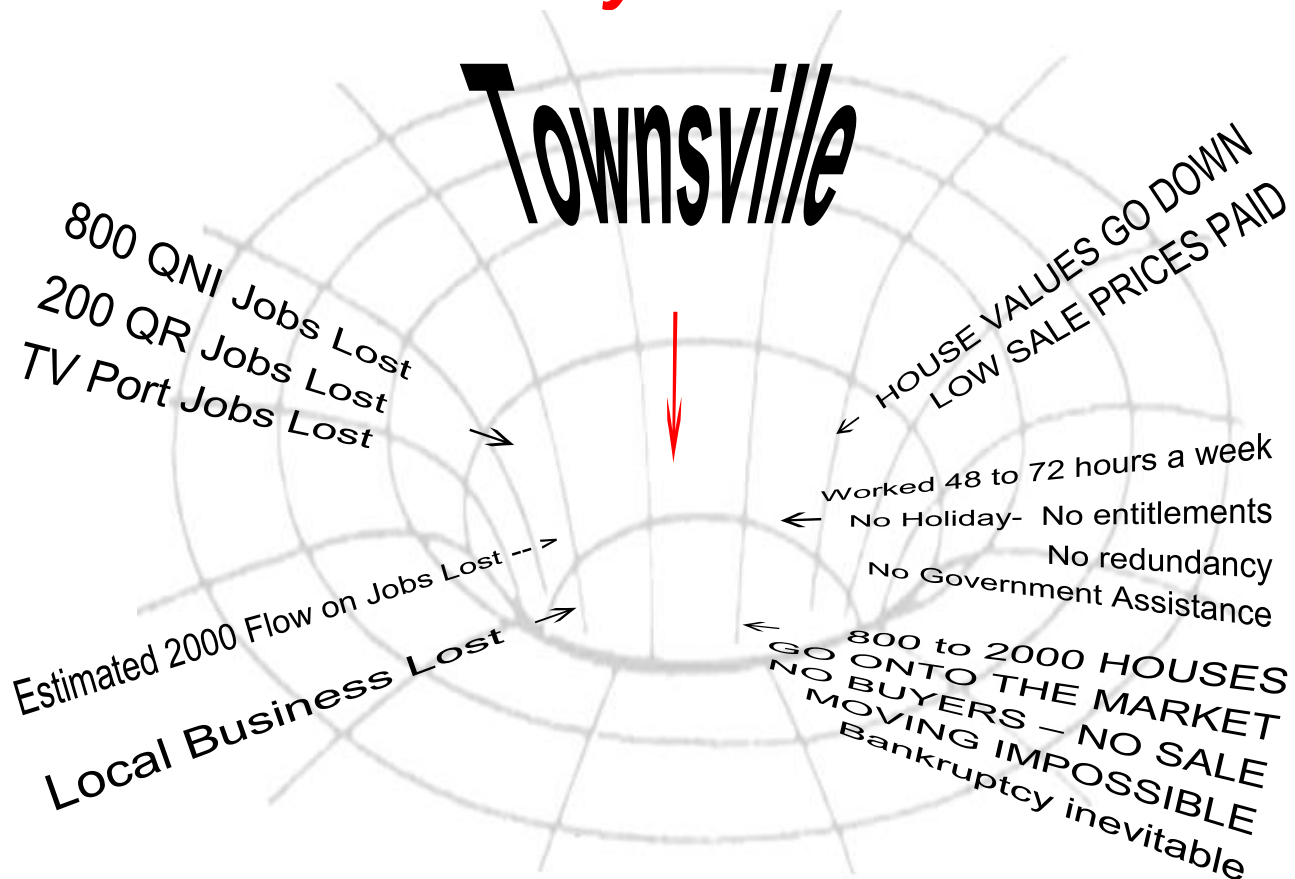 Townsville
800 QNI Jobs Lost
200 QR Jobs Lost
TV Port Jobs Lost
HOUSE VALUES GO DOWN
LOW SALE PRICES PAID
Worked 48 to 72 hours a week
No Holiday- No entitlements
No redundancy
No Government Assistance
Estimated 2000 Flow on Jobs Lost -- >
Local Business Lost
800 to 2000 HOUSES
GO ONTO THE MARKET
NO BUYERS – NO SALE
MOVING IMPOSSIBLE
Bankruptcy inevitable